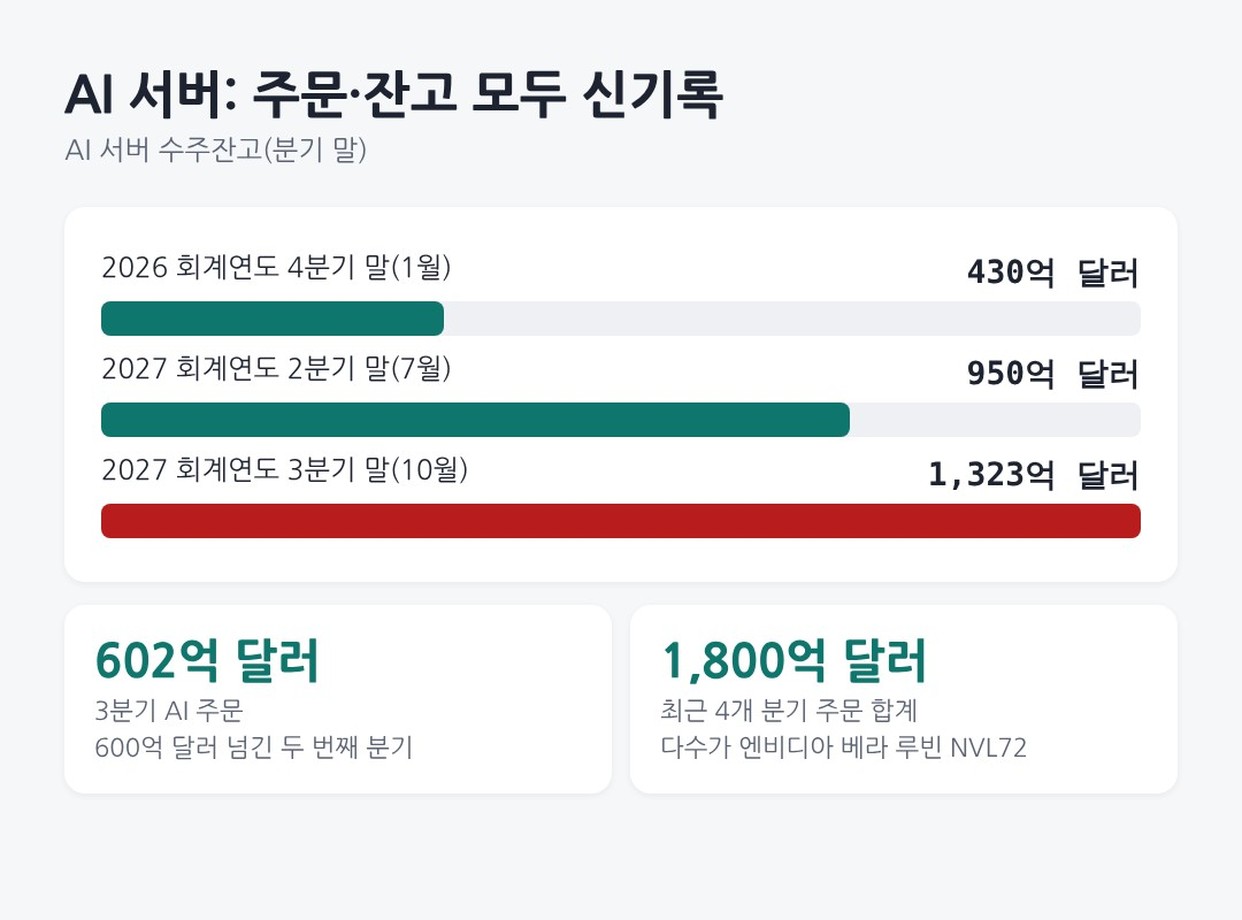 AI 서버: 주문·잔고 모두 신기록
AI 서버 수주잔고(분기 말)
2026 회계연도 4분기 말(1월)
430억 달러
2027 회계연도 2분기 말(7월)
950억 달러
2027 회계연도 3분기 말(10월)
1,323억 달러
602억 달러
3분기 AI 주문
600억 달러 넘긴 두 번째 분기
1,800억 달러
최근 4개 분기 주문 합계
다수가 엔비디아 베라 루빈 NVL72